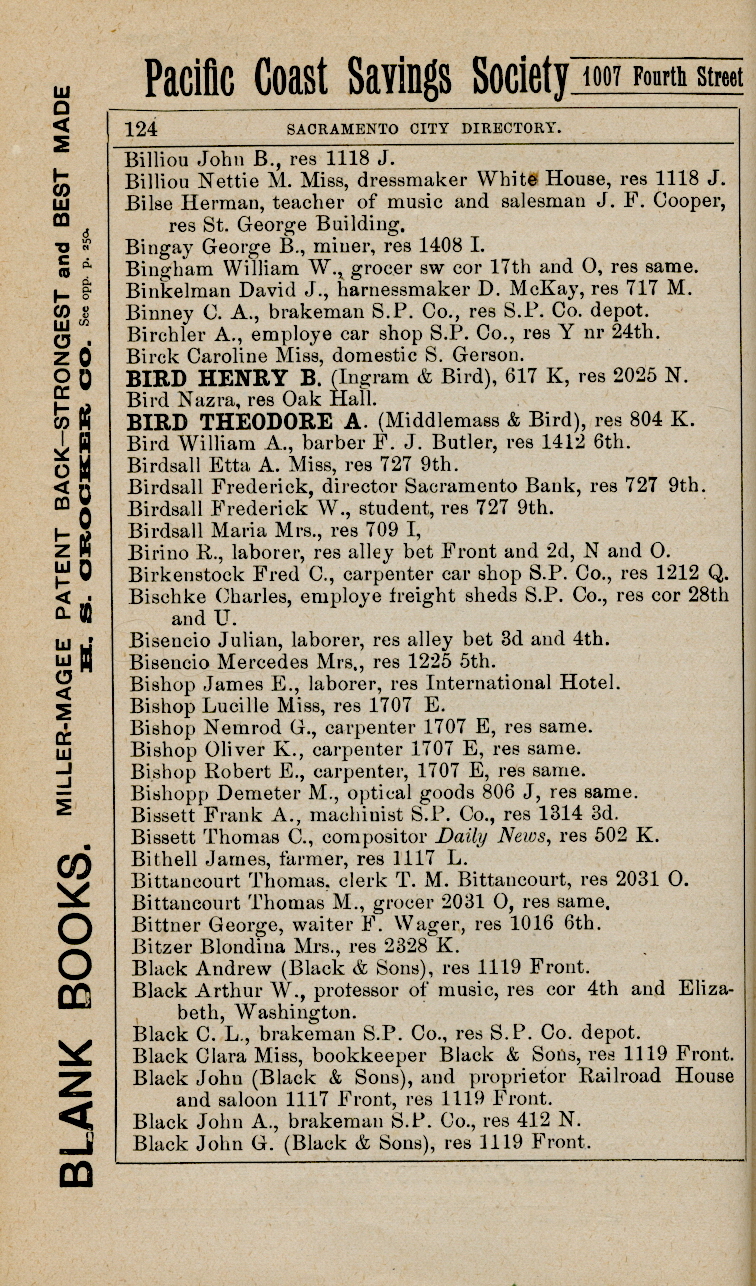 Pacific Coast Savings Society 1007 Fourth Street
124 SACRAMENTO CITY DIRECTORY.
Billiou John B., res 1118 J.
Billiou Nettie M. Miss, dressmaker White House, res 1118 J.
Bilse Herman, teacher of music and salesman J. F. Cooper,
res St. George Building.
Bingay George B., miner, res 1408 I.
Bingham William W., grocer sw cor 17th and O, res same.
Binkelman David J., harnessmaker D. McKay, res 717 M.
Binney C. A., brakeman S.P. Co., res S.P. Co. depot.
Birchler A., employe car shop S.P. Co., res Y nr 24th.
Birck Caroline Miss, domestic S. Gerson.
BIRD HENRY B. (Ingram & Bird), 617 K, res 2025 N.
Bird Nazra, res Oak Hall.
BIRD THEODORE A. (Middlemass & Bird), res 804 K.
Bird William A., barber F. J. Butler, res 1412 6th.
Birdsall Etta A. Miss, res 727 9th.
Birdsall Frederick, director Sacramento Bank, res 727 9th.
Birdsall Frederick W., student, res 727 9th.
Birdsall Maria Mrs., res 709 I,
Birino R., laborer, res alley bet Front and 2d, N and O.
Birkenstock Fred C., carpenter car shop S.P. Co., res 1212 Q.
Bischke Charles, employe freight sheds S.P. Co., res cor 28th
and U.
Bisencio Julian, laborer, res alley bet 3d and 4th.
Bisencio Mercedes Mrs., res 1225 5th.
Bishop James E., laborer, res International Hotel.
Bishop Lucille Miss, res 1707 E.
Bishop Nemrod G., carpenter 1707 E, res same.
Bishop Oliver K., carpenter 1707 E, res same.
Bishop Robert E., carpenter, 1707 E, res same.
Bishopp Demeter M., optical goods 806 J, res same.
Bissett Frank A., machinist S.P. Co., res 1314 3d.
Bissett Thomas C., compositor Daily News, res 502 K.
Bithell James, farmer, res 1117 L.
Bittancourt Thomas, clerk T. M. Bittancourt, res 2031 O.
Bittancourt Thomas M., grocer 2031 O, res same.
Bittner George, waiter F. Wager, res 1016 6th.
Bitzer Blondina Mrs., res 2328 K.
Black Andrew (Black & Sons), res 1119 Front.
Black Arthur W., professor of music, res cor 4th and Eliza-
beth, Washington.
Black C. L., brakeman S.P. Co., res S.P. Co. depot.
Black Clara Miss, bookkeeper Black & Sons, res 1119 Front.
Black John (Black & Sons), and proprietor Railroad House
and saloon 1117 Front, res 1119 Front.
Black John A., brakeman S.P. Co., res 412 N.
Black John G. (Black & Sons), res 1119 Front.
BLANK BOOKS. MILLER-MAGEE PATENT BACK—STRONGEST and BEST MADE
H. S. CROCKER CO. See opp. p. 250.